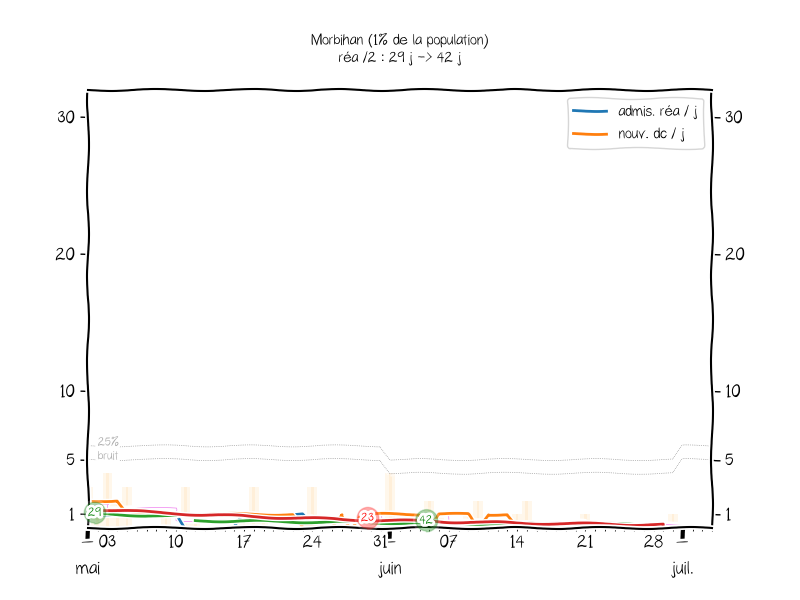 Morbihan (1% de la population)
réa /2 : 29 j -> 42 j
admis. réa / j
nouv. dc / j
30
30
20
20
10
10
25%
bruit
5
5
1
1
29
23
42
03 10 17 24 31 07 14 21 28
mai juin juil.